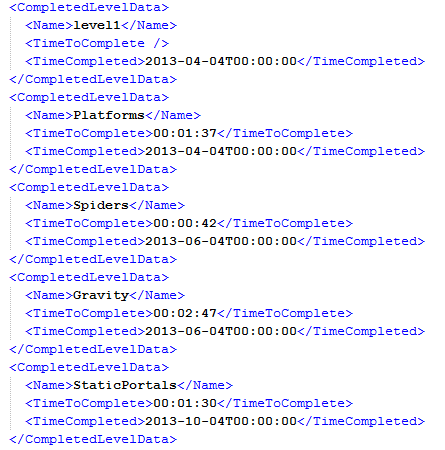 <CompletedLevelData>
<Name>level1</Name>
<TimeToComplete />
<TimeCompleted>2013-04-04T00:00:00</TimeCompleted>
</CompletedLevelData>
<CompletedLevelData>
<Name>Platforms</Name>
<TimeToComplete>00:01:37</TimeToComplete>
<TimeCompleted>2013-04-04T00:00:00</TimeCompleted>
</CompletedLevelData>
<CompletedLevelData>
<Name>Spiders</Name>
<TimeToComplete>00:00:42</TimeToComplete>
<TimeCompleted>2013-06-04T00:00:00</TimeCompleted>
</CompletedLevelData>
<CompletedLevelData>
<Name>Gravity</Name>
<TimeToComplete>00:02:47</TimeToComplete>
<TimeCompleted>2013-06-04T00:00:00</TimeCompleted>
</CompletedLevelData>
<CompletedLevelData>
<Name>StaticPortals</Name>
<TimeToComplete>00:01:30</TimeToComplete>
<TimeCompleted>2013-10-04T00:00:00</TimeCompleted>
</CompletedLevelData>